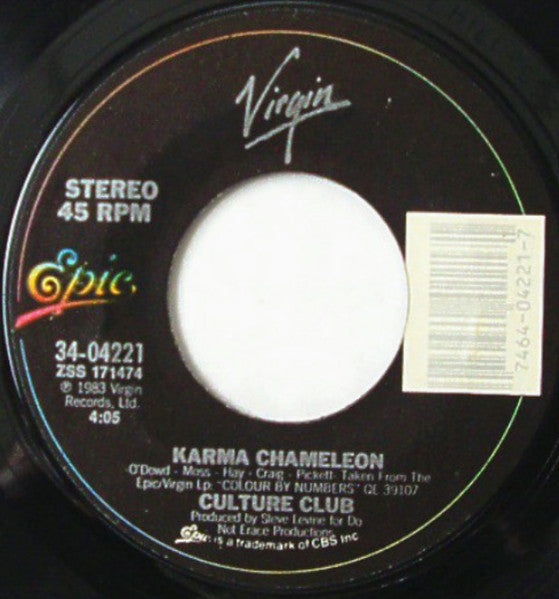 Virgin
STEREO
45 RPM
Epic.
34-04221
ZSS 171474
℗ 1983 Virgin
Records, Ltd.
4:05
7464-04221-7
KARMA CHAMELEON
-O'Dowd - Moss - Hay - Craig - Pickett- Taken From The
Epic/Virgin Lp: "COLOUR BY NUMBERS" QE 39107
CULTURE CLUB
Produced by Steve Levine for Do
Not Erace Productions
Epic is a trademark of CBS Inc